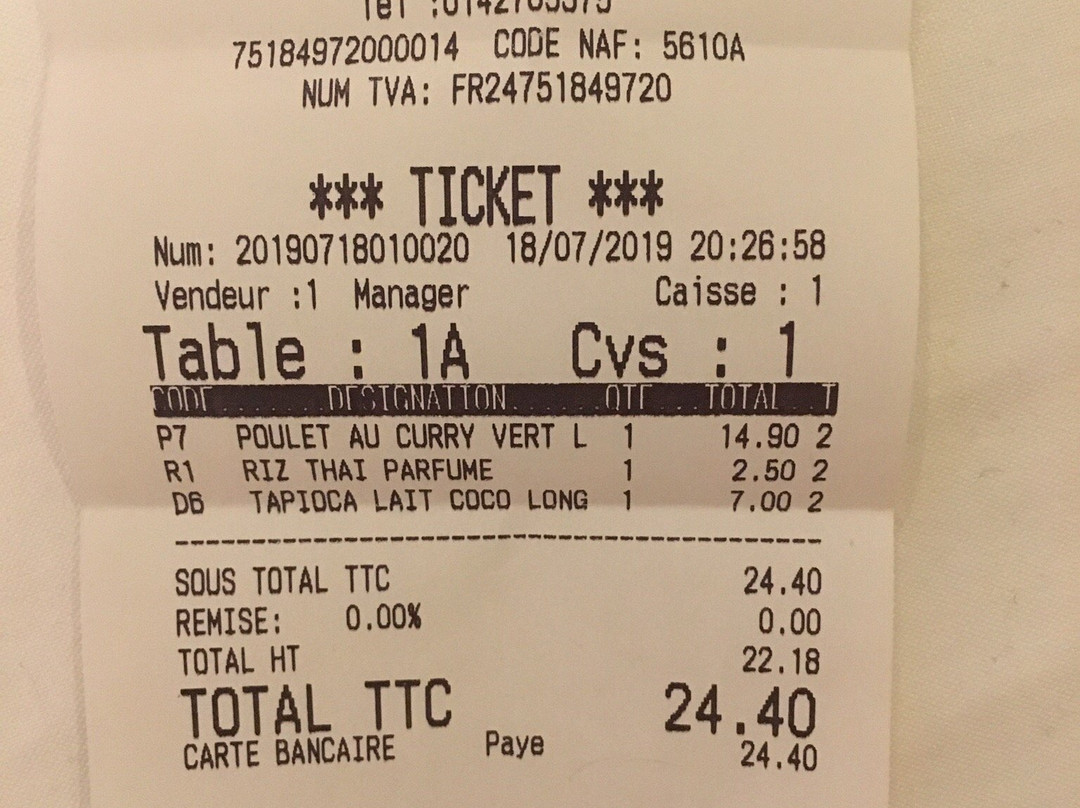 Tel :0142785575
75184972000014 CODE NAF: 5610A
NUM TVA: FR24751849720
*** TICKET ***
Num: 20190718010020 18/07/2019 20:26:58
Vendeur :1 Manager Caisse : 1
Table : 1A Cvs : 1
CODE DESIGNATION QTE TOTAL T
P7 POULET AU CURRY VERT L 1 14.90 2
R1 RIZ THAI PARFUME 1 2.50 2
D6 TAPIOCA LAIT COCO LONG 1 7.00 2
SOUS TOTAL TTC 24.40
REMISE: 0.00% 0.00
TOTAL HT 22.18
TOTAL TTC 24.40
CARTE BANCAIRE Paye 24.40